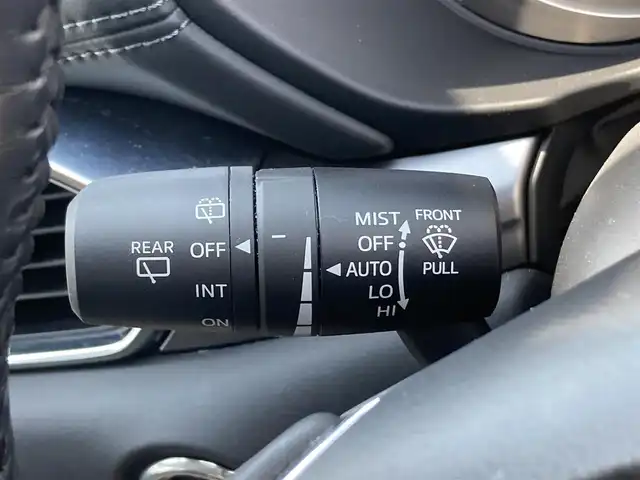 REAR
OFF
INT
ON
MIST
OFF
AUTO
LO
HI
FRONT
PULL